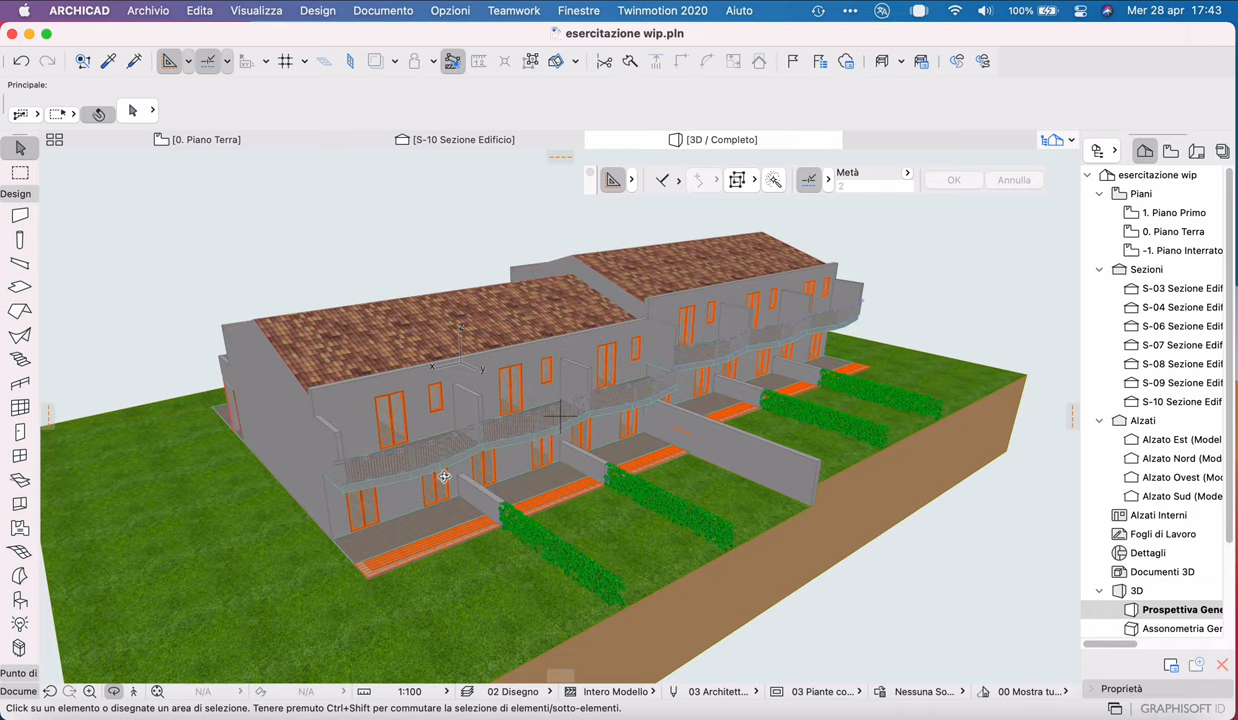 ARCHICAD Archivio Edita Visualizza Design Documento Opzioni Teamwork Finestre Twinmotion 2020 Aiuto 100% Mer 28 apr 17:43
esercitazione wip.pln
Principale:
[0. Piano Terra] [S-10 Sezione Edificio] [3D / Completo]
Metà
2
OK Annulla
Design
esercitazione wip
Piani
1. Piano Primo
0. Piano Terra
-1. Piano Interrato
Sezioni
S-03 Sezione Edif
S-04 Sezione Edif
S-06 Sezione Edif
S-07 Sezione Edif
S-08 Sezione Edif
S-09 Sezione Edif
S-10 Sezione Edif
Alzati
Alzato Est (Model
Alzato Nord (Mod
Alzato Ovest (Mo
Alzato Sud (Mode
Alzati Interni
Fogli di Lavoro
Dettagli
Documenti 3D
3D
Prospettiva Gene
Assonometria Ger
Proprietà
GRAPHISOFT ID
z
x
y
Punto di
Docume
N/A N/A 1:100 02 Disegno Intero Modello 03 Architett... 03 Piante co... Nessuna So... 00 Mostra tu...
Click su un elemento o disegnate un area di selezione. Tenere premuto Ctrl+Shift per commutare la selezione di elementi/sotto-elementi.